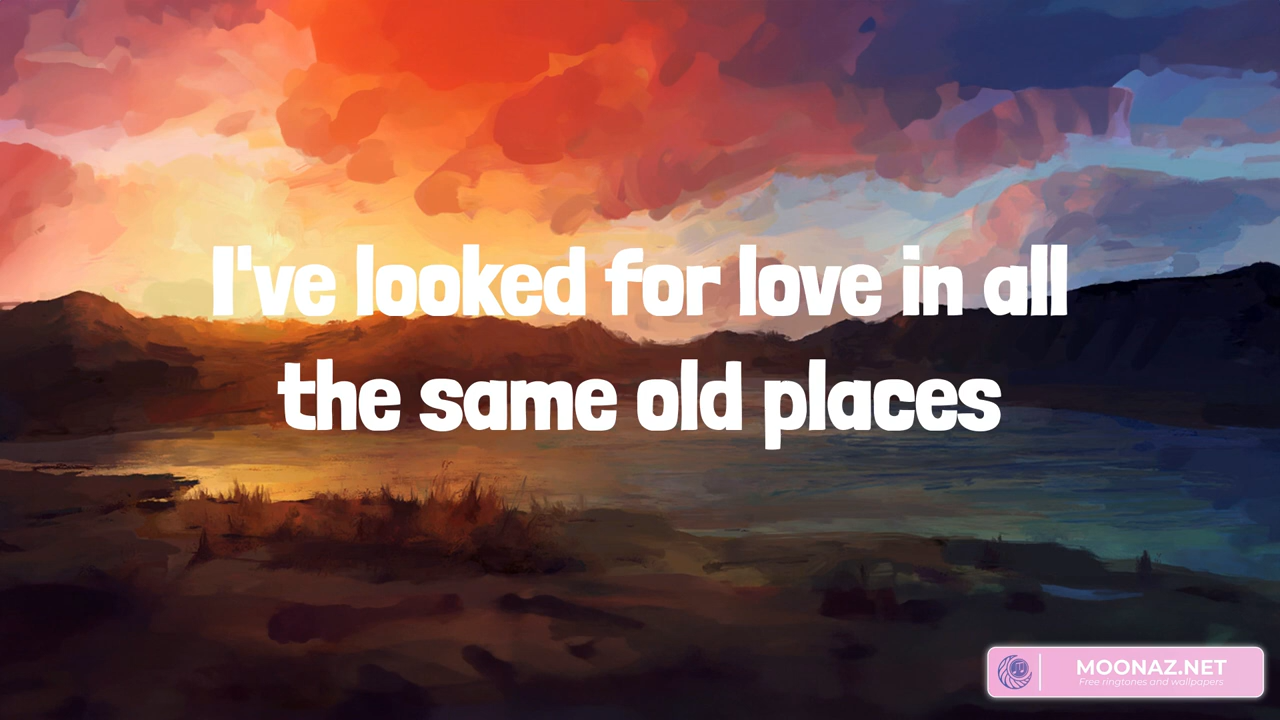 I've looked for love in all
the same old places
MOONAZ.NET
Free ringtones and wallpapers